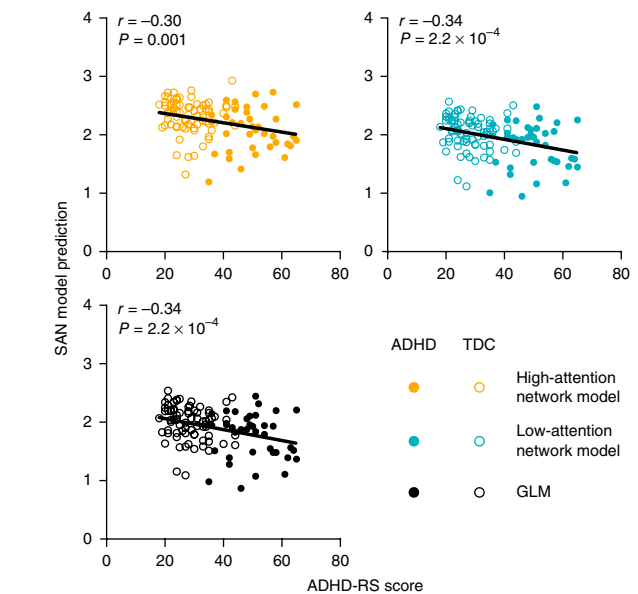 4
r = –0.30
P = 0.001
3
2
1
0
0 20 40 60 80
4
r = –0.34
P = 2.2 × 10⁻⁴
3
2
1
0
0 20 40 60 80
SAN model prediction
4
r = –0.34
P = 2.2 × 10⁻⁴
3
2
1
0
0 20 40 60 80
ADHD-RS score
ADHD TDC
High-attention
network model
Low-attention
network model
GLM